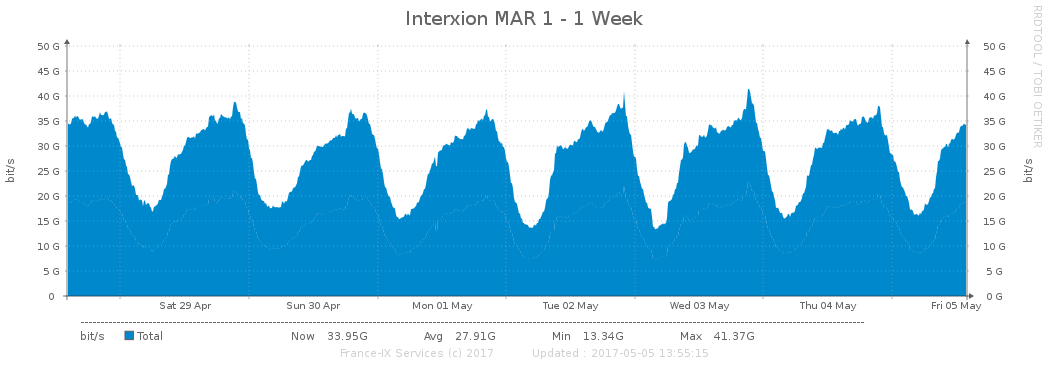 Interxion MAR 1 - 1 Week
RRDTOOL / TOBI OETIKER
bit/s
50 G
45 G
40 G
35 G
30 G
25 G
20 G
15 G
10 G
5 G
0
50 G
45 G
40 G
35 G
30 G
25 G
20 G
15 G
10 G
5 G
0 G
bit/s
Sat 29 Apr Sun 30 Apr Mon 01 May Tue 02 May Wed 03 May Thu 04 May Fri 05 May
bit/s Total Now 33.95G Avg 27.91G Min 13.34G Max 41.37G
France-IX Services (c) 2017 Updated : 2017-05-05 13:55:15